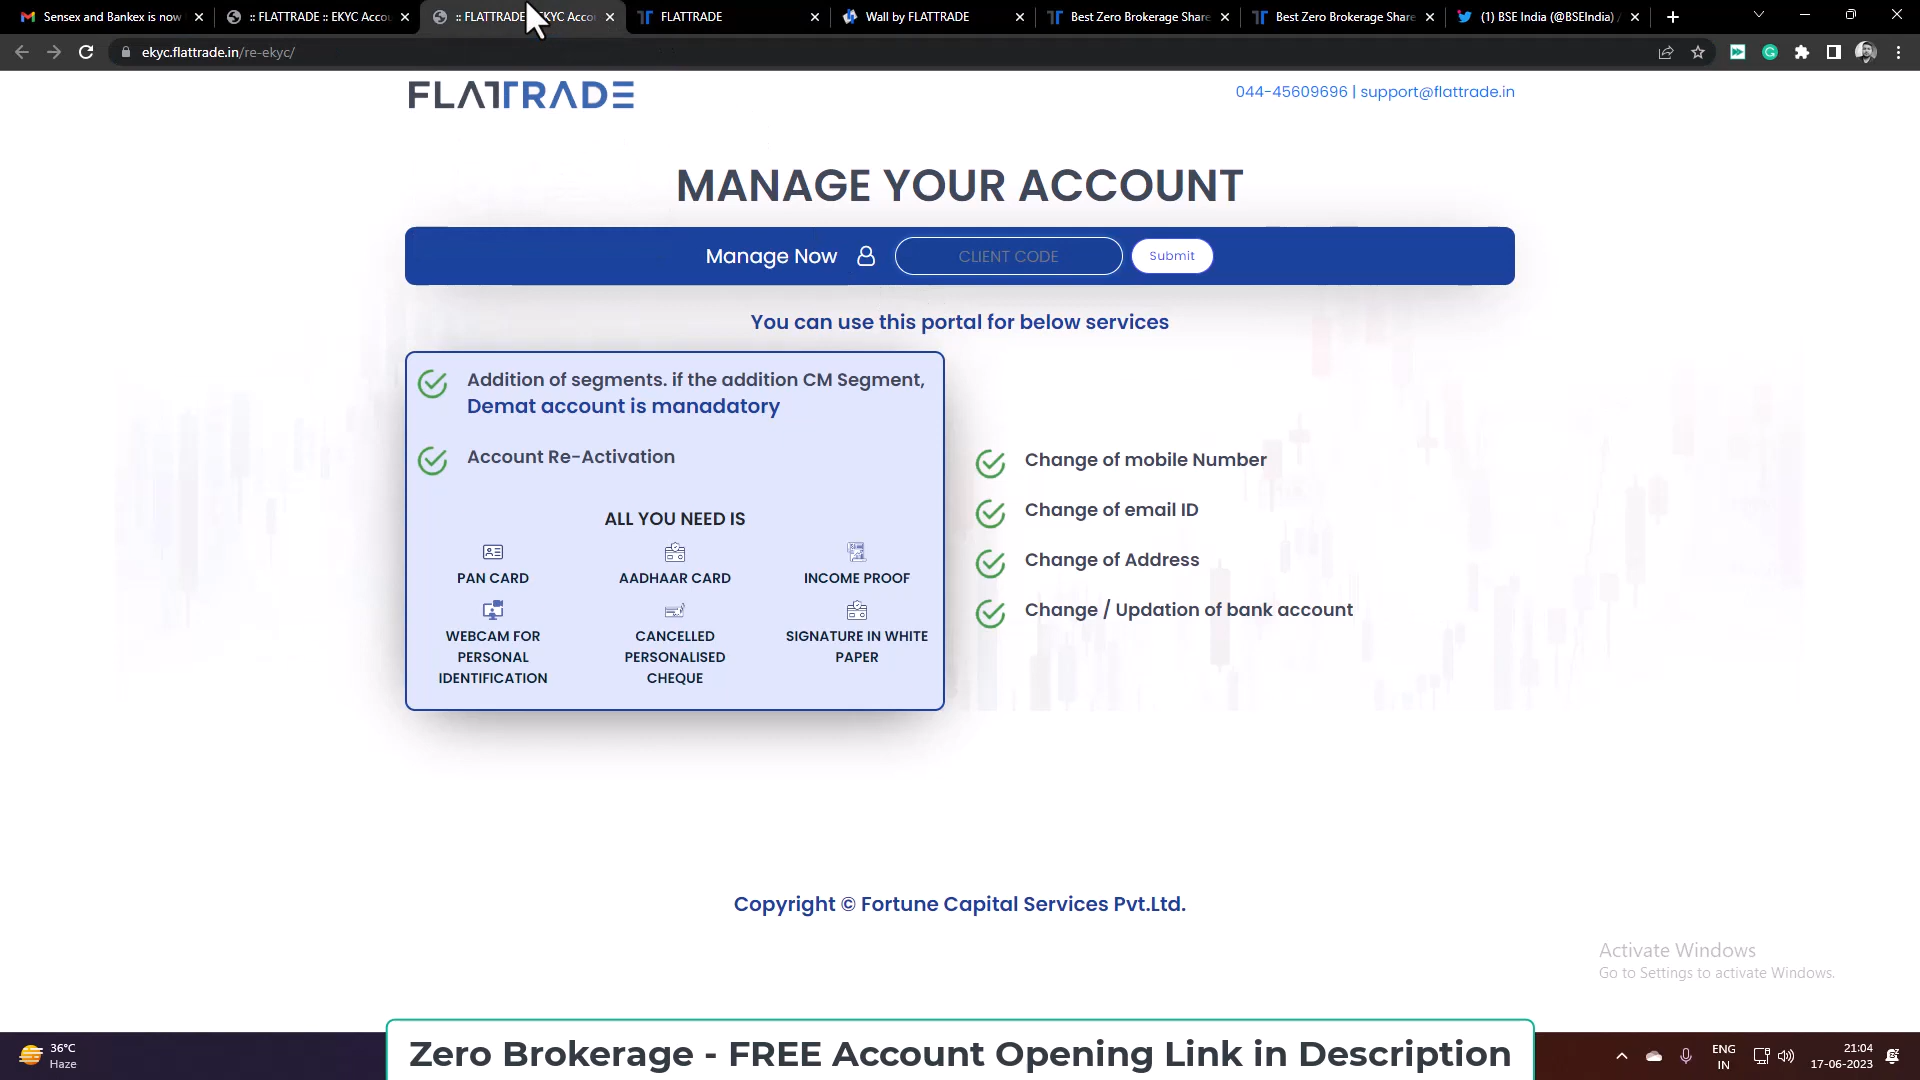 Sensex and Bankex is now
:: FLATTRADE :: EKYC Accou
:: FLATTRADE EKYC Acco
FLATTRADE
Wall by FLATTRADE
Best Zero Brokerage Share
Best Zero Brokerage Share
(1) BSE India (@BSEIndia) /
ekyc.flattrade.in/re-ekyc/
FLATTRADE
044-45609696 | support@flattrade.in
MANAGE YOUR ACCOUNT
Manage Now
CLIENT CODE
Submit
You can use this portal for below services
Addition of segments. if the addition CM Segment,
Demat account is manadatory
Account Re-Activation
ALL YOU NEED IS
PAN CARD
AADHAAR CARD
INCOME PROOF
WEBCAM FOR
PERSONAL
IDENTIFICATION
CANCELLED
PERSONALISED
CHEQUE
SIGNATURE IN WHITE
PAPER
Change of mobile Number
Change of email ID
Change of Address
Change / Updation of bank account
Copyright © Fortune Capital Services Pvt.Ltd.
Activate Windows
Go to Settings to activate Windows.
Zero Brokerage - FREE Account Opening Link in Description
36°C
Haze
ENG
IN
21:04
17-06-2023